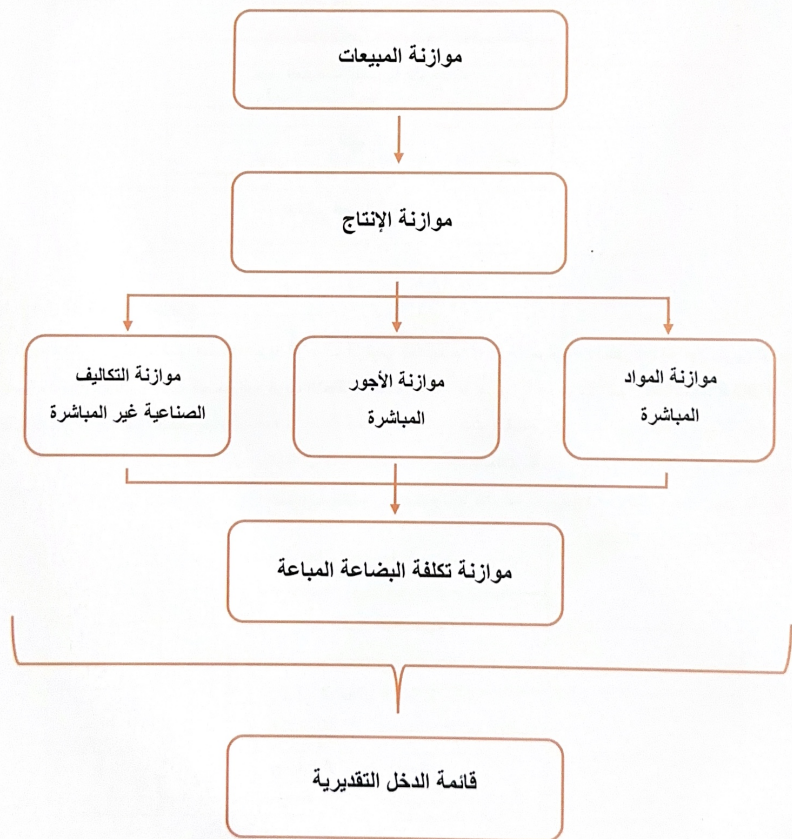 موازنة المبيعات
موازنة الإنتاج
موازنة المواد
المباشرة
موازنة الأجور
المباشرة
موازنة التكاليف
الصناعية غير المباشرة
موازنة تكلفة البضاعة المباعة
قائمة الدخل التقديرية